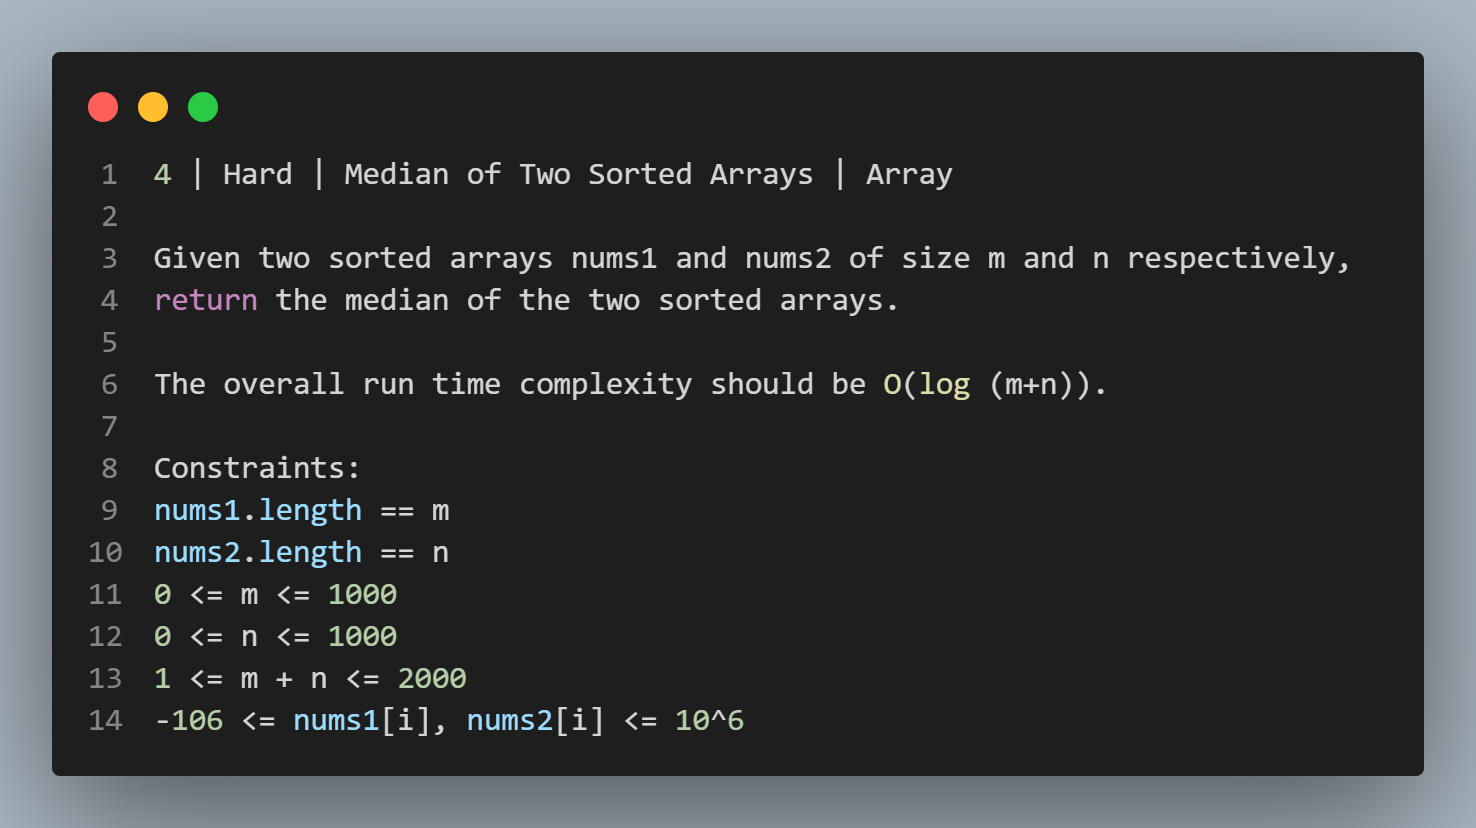 1 4 | Hard | Median of Two Sorted Arrays | Array
2
3 Given two sorted arrays nums1 and nums2 of size m and n respectively,
4 return the median of the two sorted arrays.
5
6 The overall run time complexity should be O(log (m+n)).
7
8 Constraints:
9 nums1.length == m
10 nums2.length == n
11 0 <= m <= 1000
12 0 <= n <= 1000
13 1 <= m + n <= 2000
14 -106 <= nums1[i], nums2[i] <= 10^6